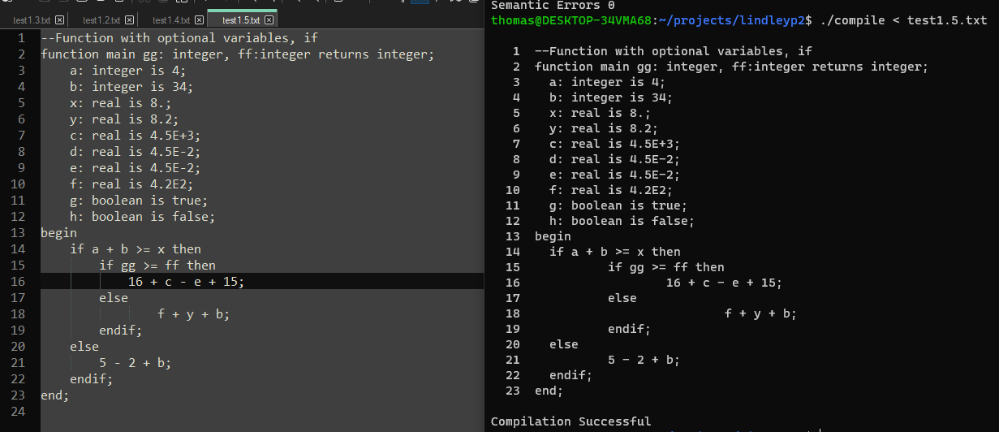 test1.3.txt test1.2.txt test1.4.txt test1.5.txt
1 --Function with optional variables, if
2 function main gg: integer, ff:integer returns integer;
3 a: integer is 4;
4 b: integer is 34;
5 x: real is 8.;
6 y: real is 8.2;
7 c: real is 4.5E+3;
8 d: real is 4.5E-2;
9 e: real is 4.5E-2;
10 f: real is 4.2E2;
11 g: boolean is true;
12 h: boolean is false;
13 begin
14 if a + b >= x then
15 if gg >= ff then
16 16 + c - e + 15;
17 else
18 f + y + b;
19 endif;
20 else
21 5 - 2 + b;
22 endif;
23 end;
24
Semantic Errors 0
thomas@DESKTOP-34VMA68:~/projects/lindleyp2$ ./compile < test1.5.txt
1 --Function with optional variables, if
2 function main gg: integer, ff:integer returns integer;
3 a: integer is 4;
4 b: integer is 34;
5 x: real is 8.;
6 y: real is 8.2;
7 c: real is 4.5E+3;
8 d: real is 4.5E-2;
9 e: real is 4.5E-2;
10 f: real is 4.2E2;
11 g: boolean is true;
12 h: boolean is false;
13 begin
14 if a + b >= x then
15 if gg >= ff then
16 16 + c - e + 15;
17 else
18 f + y + b;
19 endif;
20 else
21 5 - 2 + b;
22 endif;
23 end;
Compilation Successful